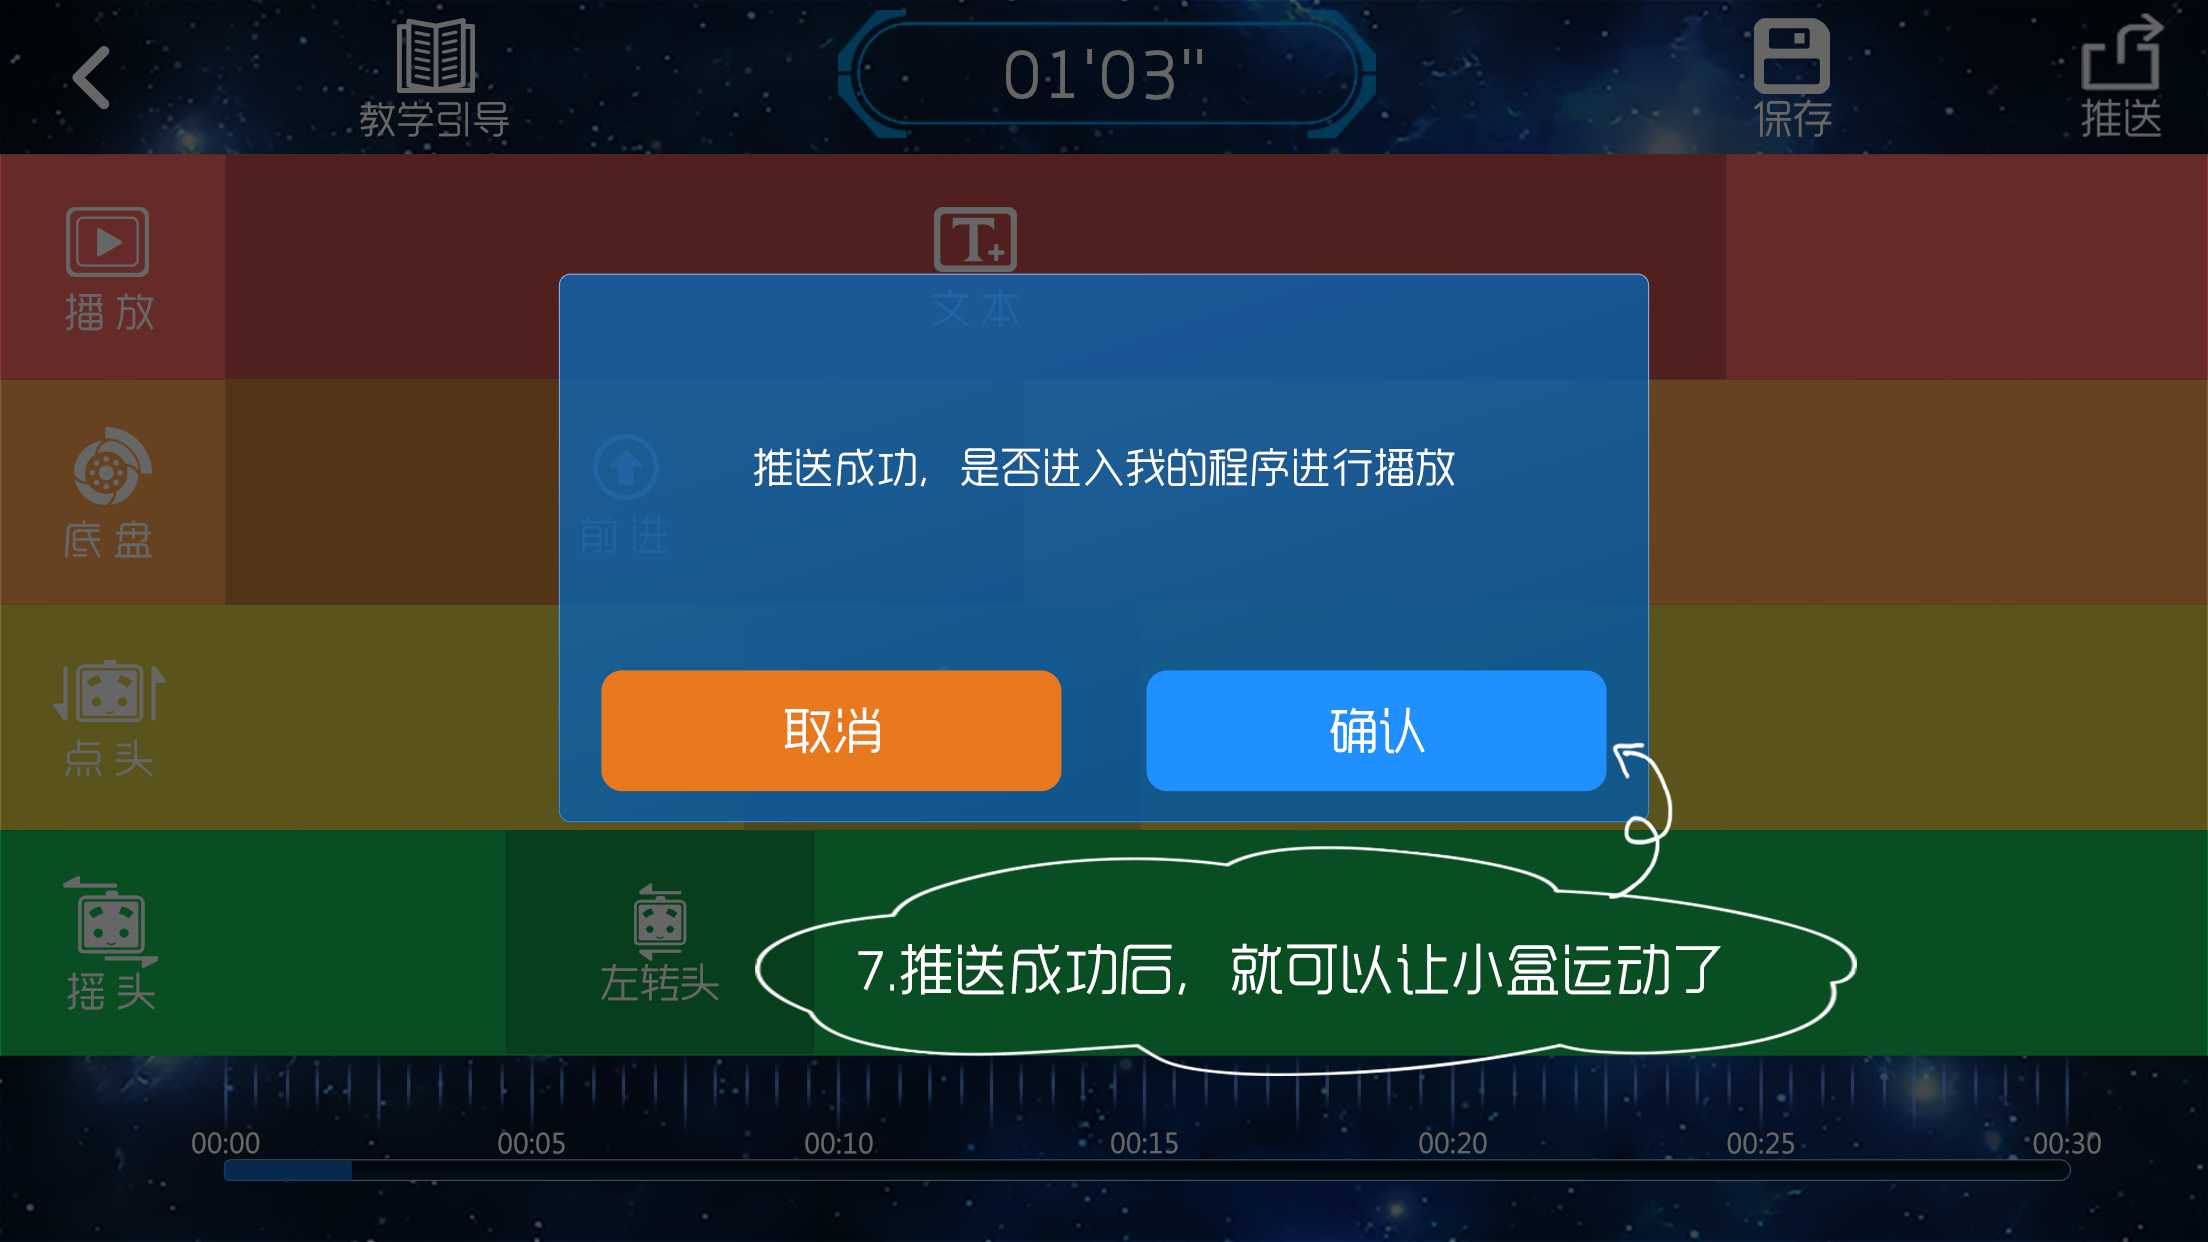 教学引导
01'03"
保存
推送
播放
T+
文本
底盘
前进
推送成功，是否进入我的程序进行播放
点头
取消
确认
摇头
左转头
7.推送成功后，就可以让小盒运动了
00:00 00:05 00:10 00:15 00:20 00:25 00:30